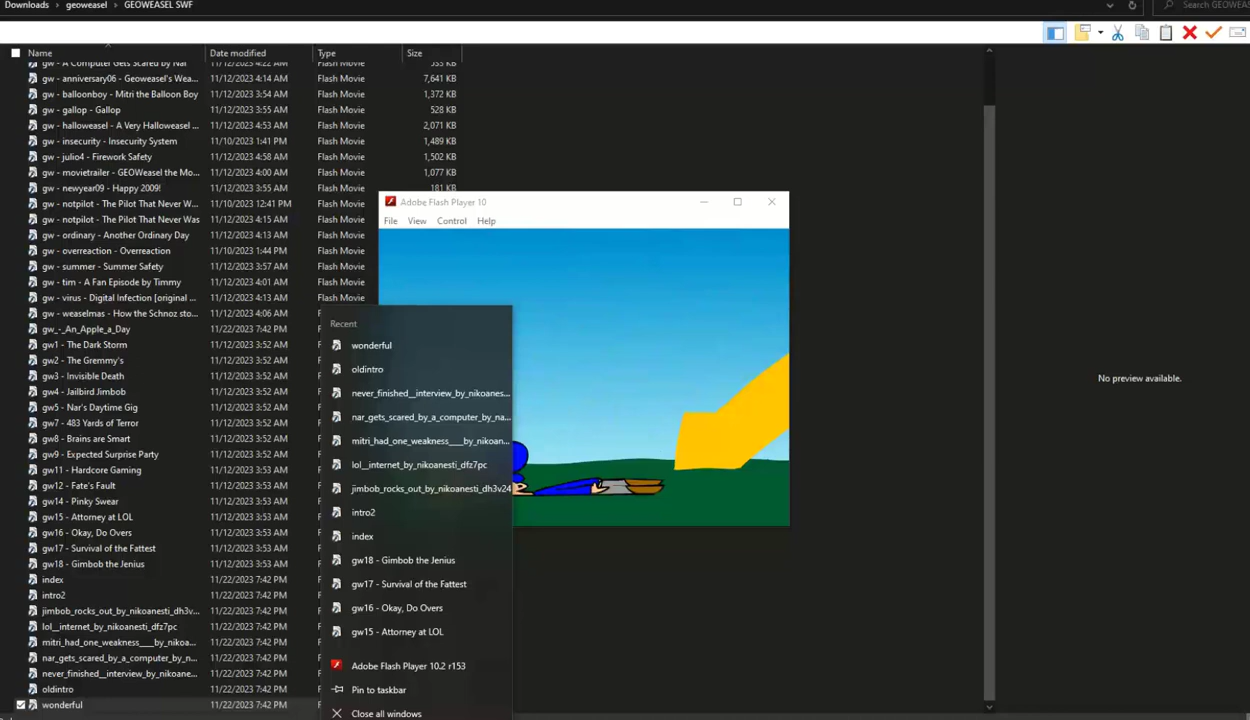 Downloads › geoweasel › GEOWEASEL SWF
Search GEOWEAS
Name Date modified Type Size
gw - A Computer Gets Scared by Nar 11/12/2023 4:22 AM Flash Movie 533 KB
gw - anniversary06 - Geoweasel's Wea... 11/12/2023 4:14 AM Flash Movie 7,641 KB
gw - balloonboy - Mitri the Balloon Boy 11/12/2023 3:54 AM Flash Movie 1,372 KB
gw - gallop - Gallop 11/12/2023 3:55 AM Flash Movie 528 KB
gw - halloweasel - A Very Halloweasel ... 11/12/2023 4:53 AM Flash Movie 2,071 KB
gw - insecurity - Insecurity System 11/10/2023 1:41 PM Flash Movie 1,489 KB
gw - julio4 - Firework Safety 11/12/2023 4:58 AM Flash Movie 1,502 KB
gw - movietrailer - GEOWeasel the Mo... 11/12/2023 4:00 AM Flash Movie 1,077 KB
gw - newyear09 - Happy 2009! 11/12/2023 3:55 AM Flash Movie 181 KB
gw - notpilot - The Pilot That Never W... 11/10/2023 12:41 PM Flash Movie
gw - notpilot - The Pilot That Never Was 11/12/2023 4:15 AM Flash Movie
gw - ordinary - Another Ordinary Day 11/12/2023 4:13 AM Flash Movie
gw - overreaction - Overreaction 11/10/2023 1:44 PM Flash Movie
gw - summer - Summer Safety 11/12/2023 3:57 AM Flash Movie
gw - tim - A Fan Episode by Timmy 11/12/2023 4:01 AM Flash Movie
gw - virus - Digital Infection [original ... 11/12/2023 4:13 AM Flash Movie
gw - weaselmas - How the Schnoz sto... 11/12/2023 4:06 AM
gw_-_An_Apple_a_Day 11/22/2023 7:42 PM
gw1 - The Dark Storm 11/12/2023 3:52 AM
gw2 - The Gremmy's 11/12/2023 3:52 AM
gw3 - Invisible Death 11/12/2023 3:52 AM
gw4 - Jailbird Jimbob 11/12/2023 3:52 AM
gw5 - Nar's Daytime Gig 11/12/2023 3:52 AM
gw7 - 483 Yards of Terror 11/12/2023 3:52 AM
gw8 - Brains are Smart 11/12/2023 3:52 AM
gw9 - Expected Surprise Party 11/12/2023 3:52 AM
gw11 - Hardcore Gaming 11/12/2023 3:52 AM
gw12 - Fate's Fault 11/12/2023 3:52 AM
gw14 - Pinky Swear 11/12/2023 3:52 AM
gw15 - Attorney at LOL 11/12/2023 3:53 AM
gw16 - Okay, Do Overs 11/12/2023 3:53 AM
gw17 - Survival of the Fattest 11/12/2023 3:53 AM
gw18 - Gimbob the Jenius 11/12/2023 3:53 AM
index 11/22/2023 7:42 PM
intro2 11/22/2023 7:42 PM
jimbob_rocks_out_by_nikoanesti_dh3v... 11/22/2023 7:42 PM
lol__internet_by_nikoanesti_dfz7pc 11/22/2023 7:42 PM
mitri_had_one_weakness___by_nikoa... 11/22/2023 7:42 PM
nar_gets_scared_by_a_computer_by_n... 11/22/2023 7:42 PM
never_finished__interview_by_nikoane... 11/22/2023 7:42 PM
oldintro 11/22/2023 7:42 PM
wonderful 11/22/2023 7:42 PM
Adobe Flash Player 10
File View Control Help
Recent
wonderful
oldintro
never_finished__interview_by_nikoanes...
nar_gets_scared_by_a_computer_by_na...
mitri_had_one_weakness___by_nikoan...
lol__internet_by_nikoanesti_dfz7pc
jimbob_rocks_out_by_nikoanesti_dh3v24
intro2
index
gw18 - Gimbob the Jenius
gw17 - Survival of the Fattest
gw16 - Okay, Do Overs
gw15 - Attorney at LOL
Adobe Flash Player 10.2 r153
Pin to taskbar
Close all windows
No preview available.